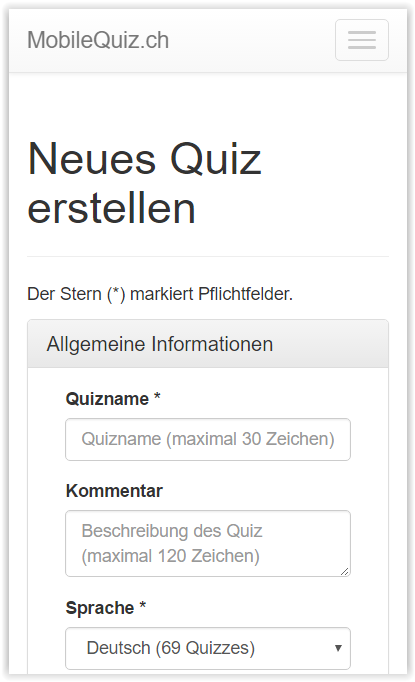 MobileQuiz.ch
Neues Quiz
erstellen
Der Stern (*) markiert Pflichtfelder.
Allgemeine Informationen
Quizname *
Quizname (maximal 30 Zeichen)
Kommentar
Beschreibung des Quiz
(maximal 120 Zeichen)
Sprache *
Deutsch (69 Quizzes)